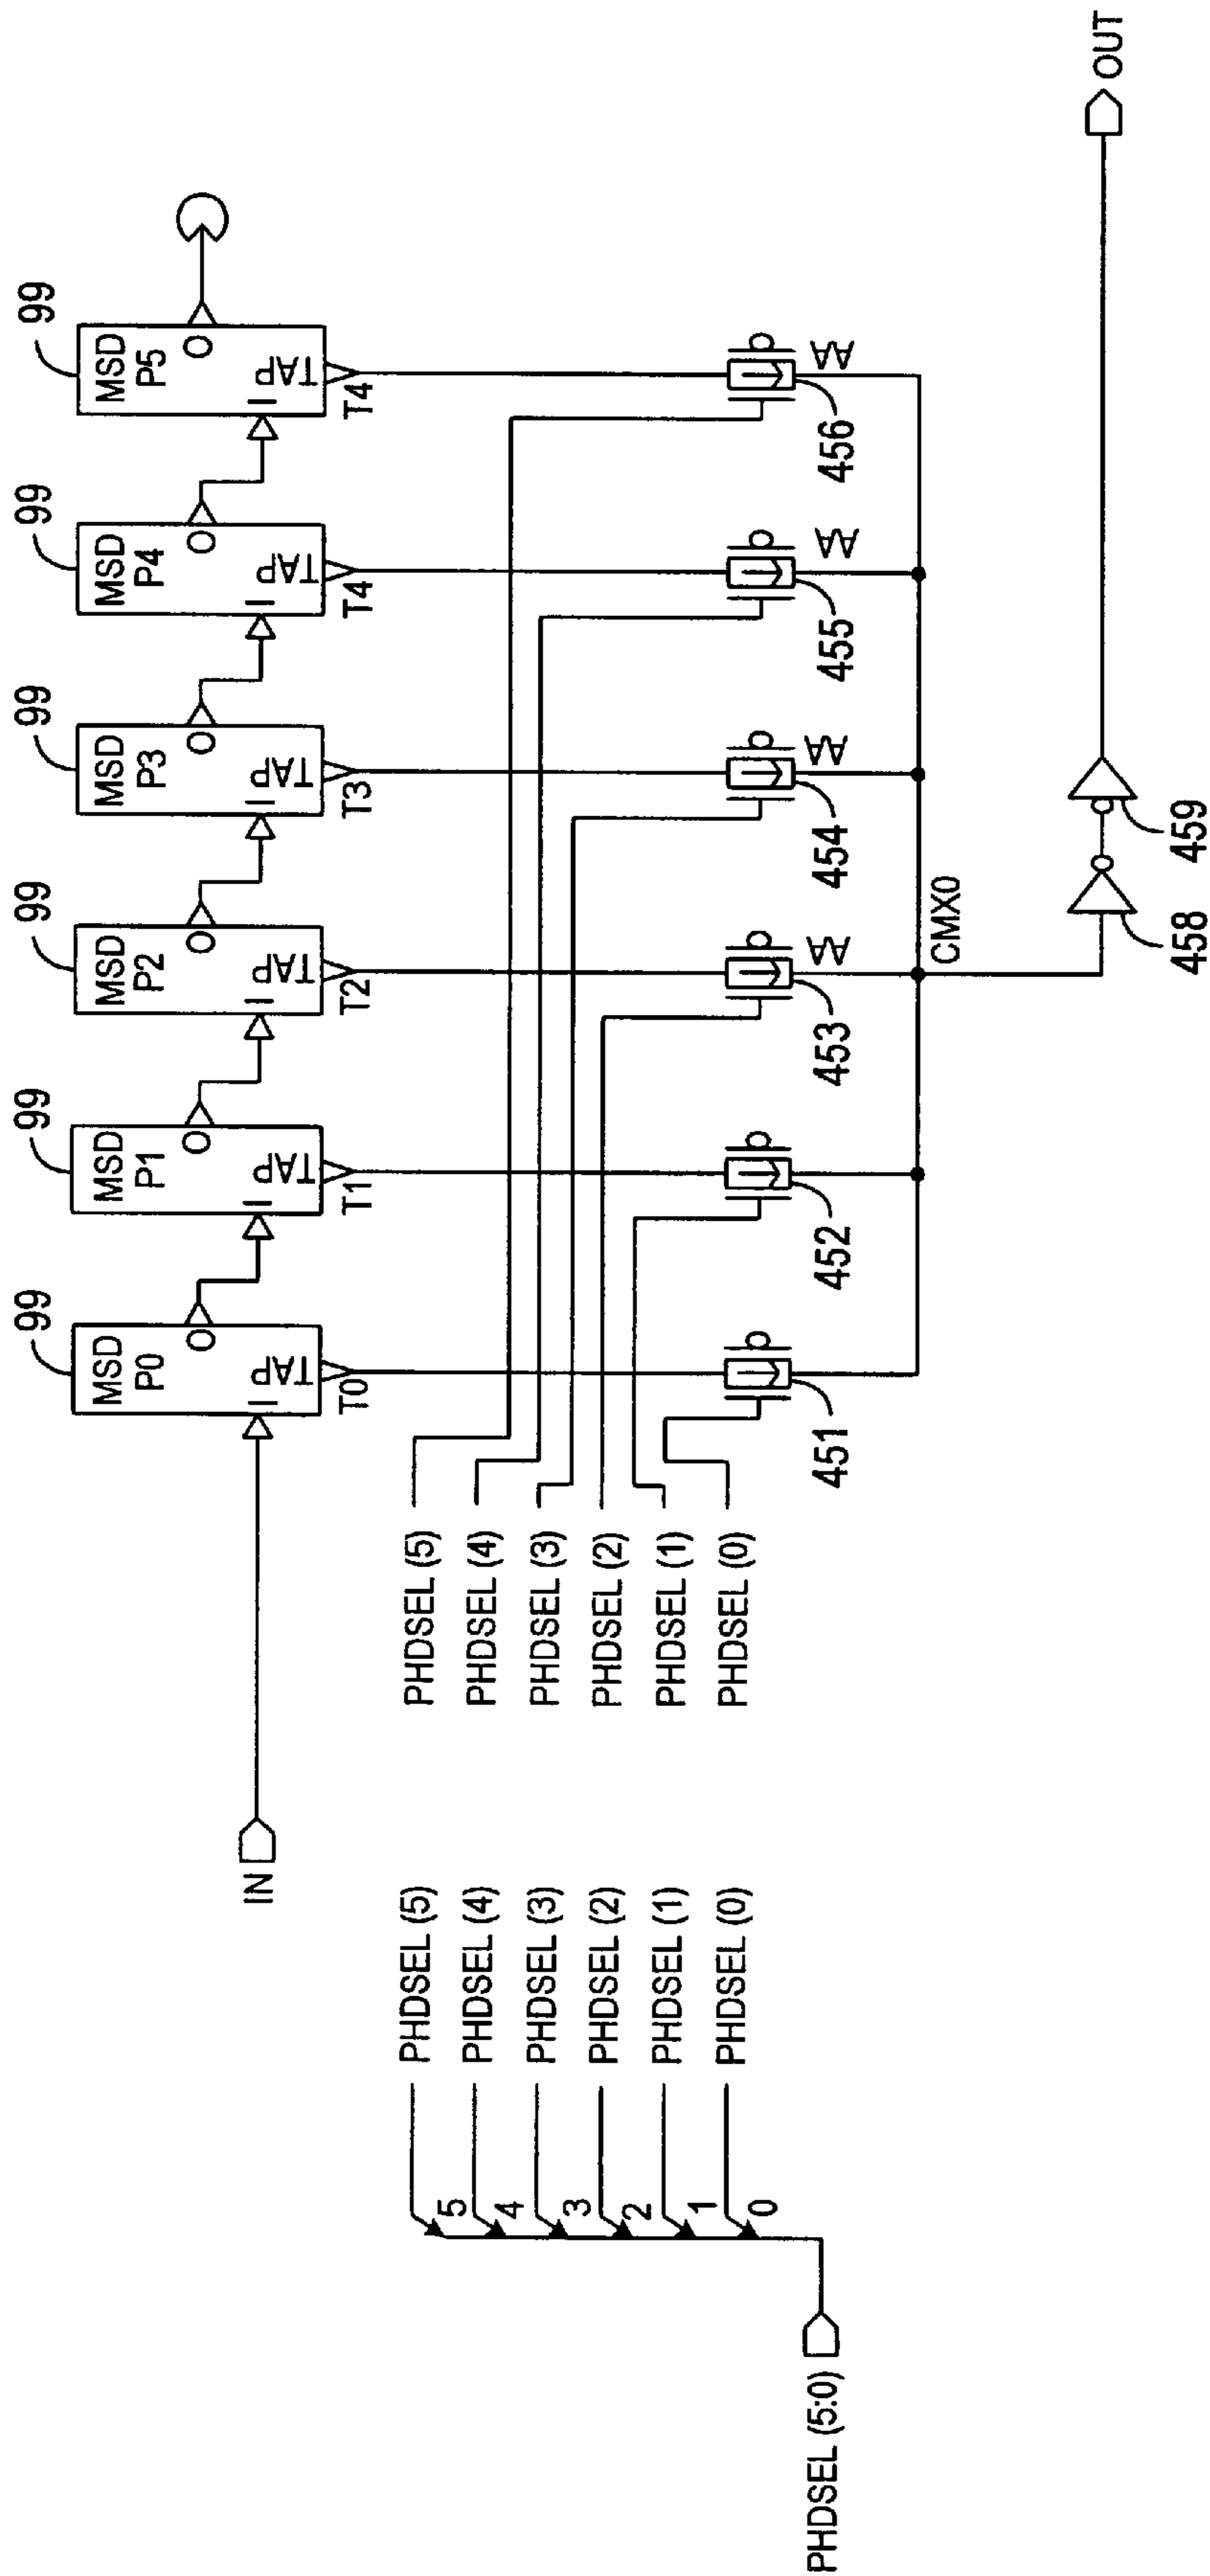 99
99
99
99
99
99
MSD
P0
I
O
TAP
T0
MSD
P1
I
O
TAP
T1
MSD
P2
I
O
TAP
T2
MSD
P3
I
O
TAP
T3
MSD
P4
I
O
TAP
T4
MSD
P5
I
O
TAP
T4
IN
PHDSEL (5)
PHDSEL (4)
PHDSEL (3)
PHDSEL (2)
PHDSEL (1)
PHDSEL (0)
5
4
3
2
1
0
PHDSEL (5:0)
PHDSEL (5)
PHDSEL (4)
PHDSEL (3)
PHDSEL (2)
PHDSEL (1)
PHDSEL (0)
451
452
453
454
455
456
CMX0
458
459
OUT